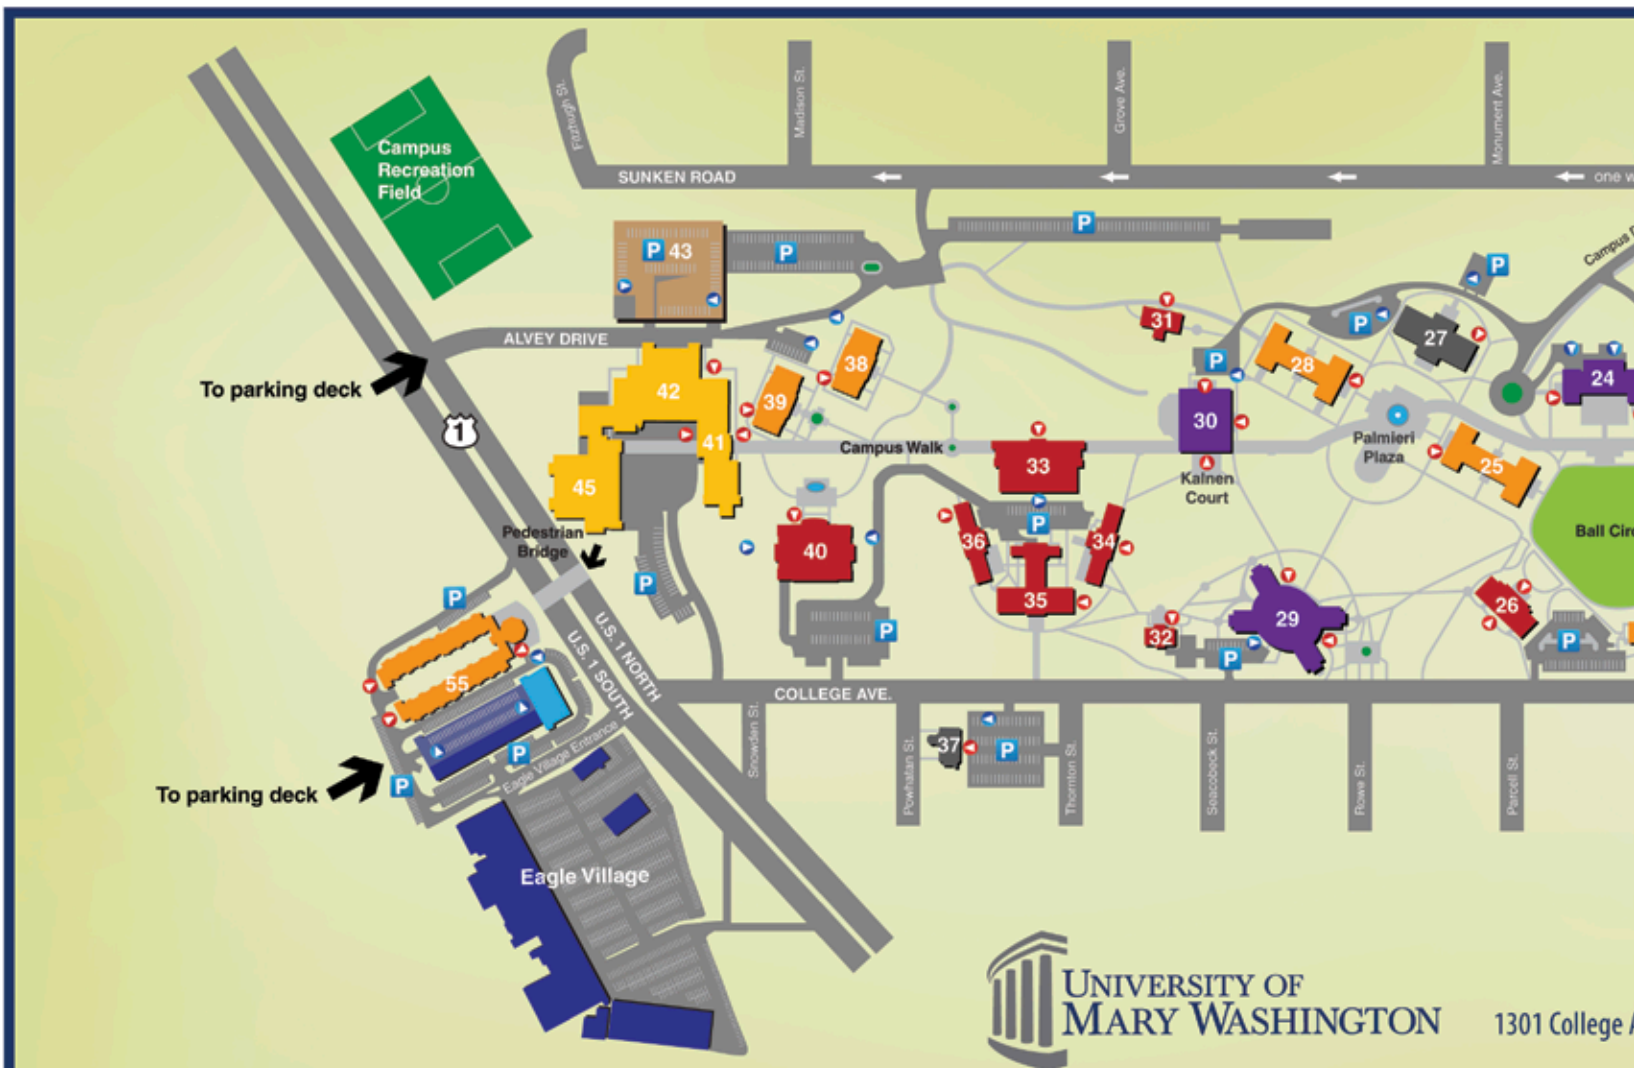 Fitzhugh St.
Madison St.
Grove Ave.
Monument Ave.
SUNKEN ROAD
one w
Campus
Recreation
Field
P 43
P
P
Campus D
P
31
P
27
ALVEY DRIVE
38
28
P
24
To parking deck
42
39
30
Palmieri
Plaza
1
41
Campus Walk
33
25
45
Kalnen
Court
Pedestrian
Bridge
40
36
P
34
Ball Circ
P
P
35
29
26
P
32
P
P
55
U.S. 1 NORTH
U.S. 1 SOUTH
COLLEGE AVE.
P
Eagle Village Entrance
Snowden St.
Powhatan St.
37
P
Thornton St.
Seacobeck St.
Rowe St.
Parcell St.
To parking deck
P
Eagle Village
UNIVERSITY OF
MARY WASHINGTON
1301 College A